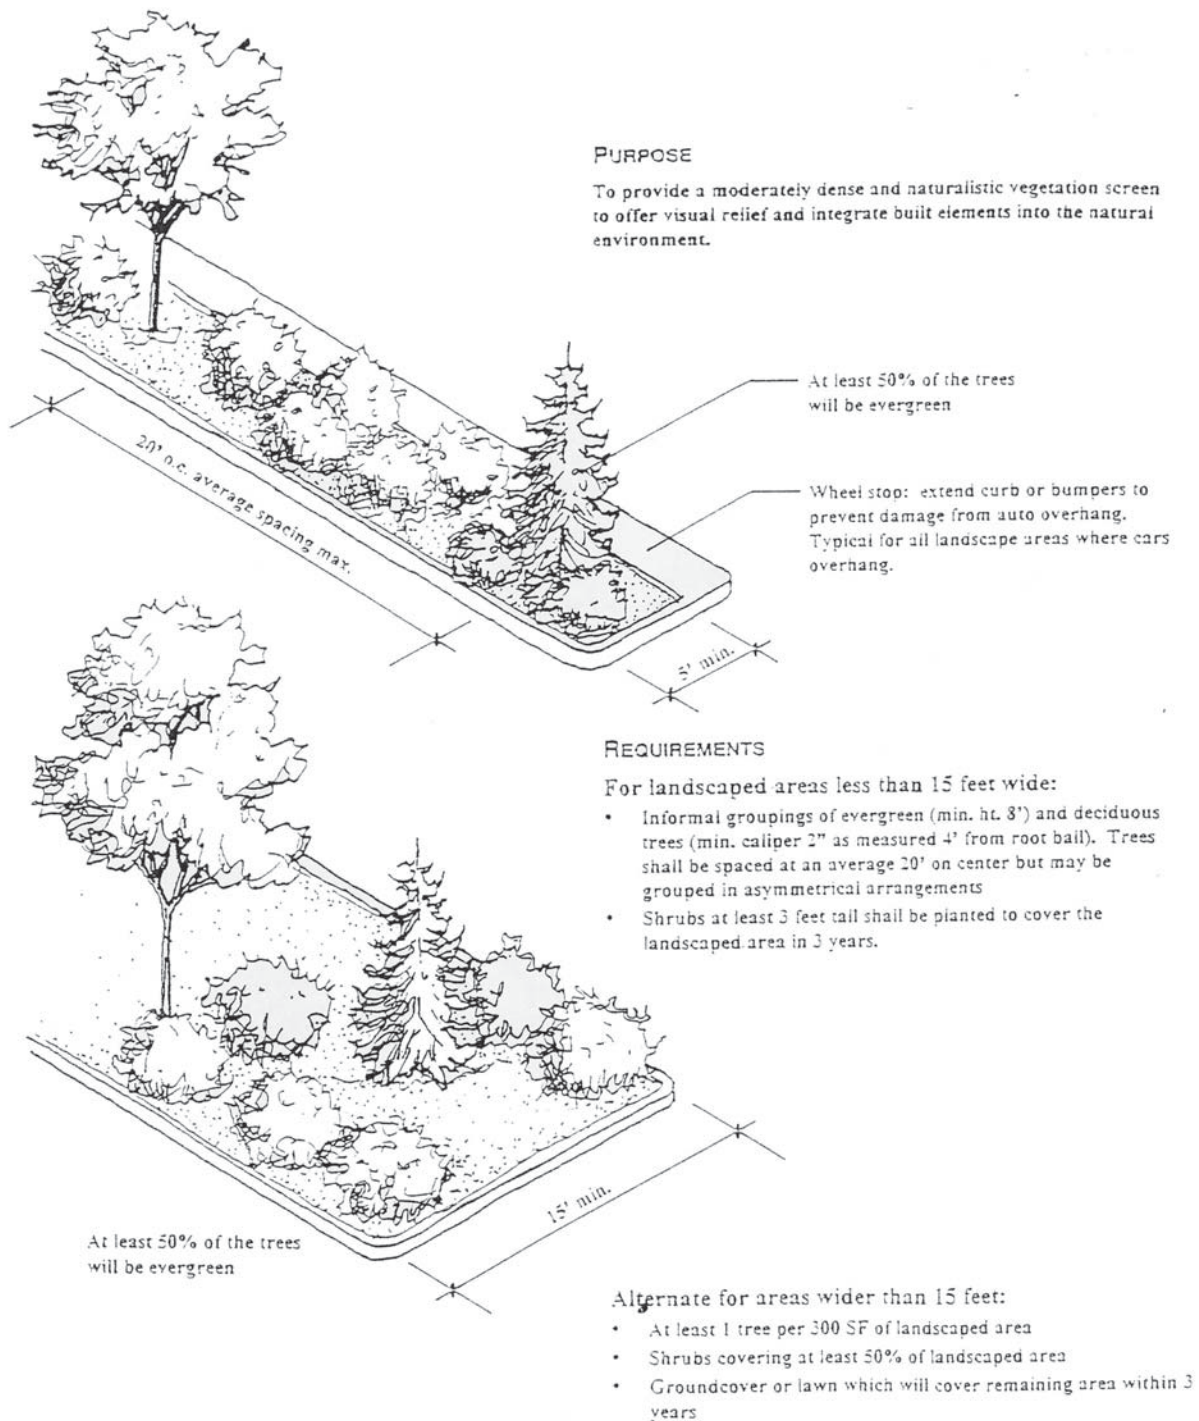 PURPOSE
To provide a moderately dense and naturalistic vegetation screen
to offer visual relief and integrate built elements into the natural
environment.
At least 50% of the trees
will be evergreen
20' o.c. average spacing max.
Wheel stop: extend curb or bumpers to
prevent damage from auto overhang.
Typical for all landscape areas where cars
overhang.
5' min.
REQUIREMENTS
For landscaped areas less than 15 feet wide:
• Informal groupings of evergreen (min. ht. 8') and deciduous
trees (min. caliper 2" as measured 4' from root ball). Trees
shall be spaced at an average 20' on center but may be
grouped in asymmetrical arrangements
• Shrubs at least 3 feet tall shall be planted to cover the
landscaped area in 3 years.
15' min.
At least 50% of the trees
will be evergreen
Alternate for areas wider than 15 feet:
• At least 1 tree per 300 SF of landscaped area
• Shrubs covering at least 50% of landscaped area
• Groundcover or lawn which will cover remaining area within 3
years